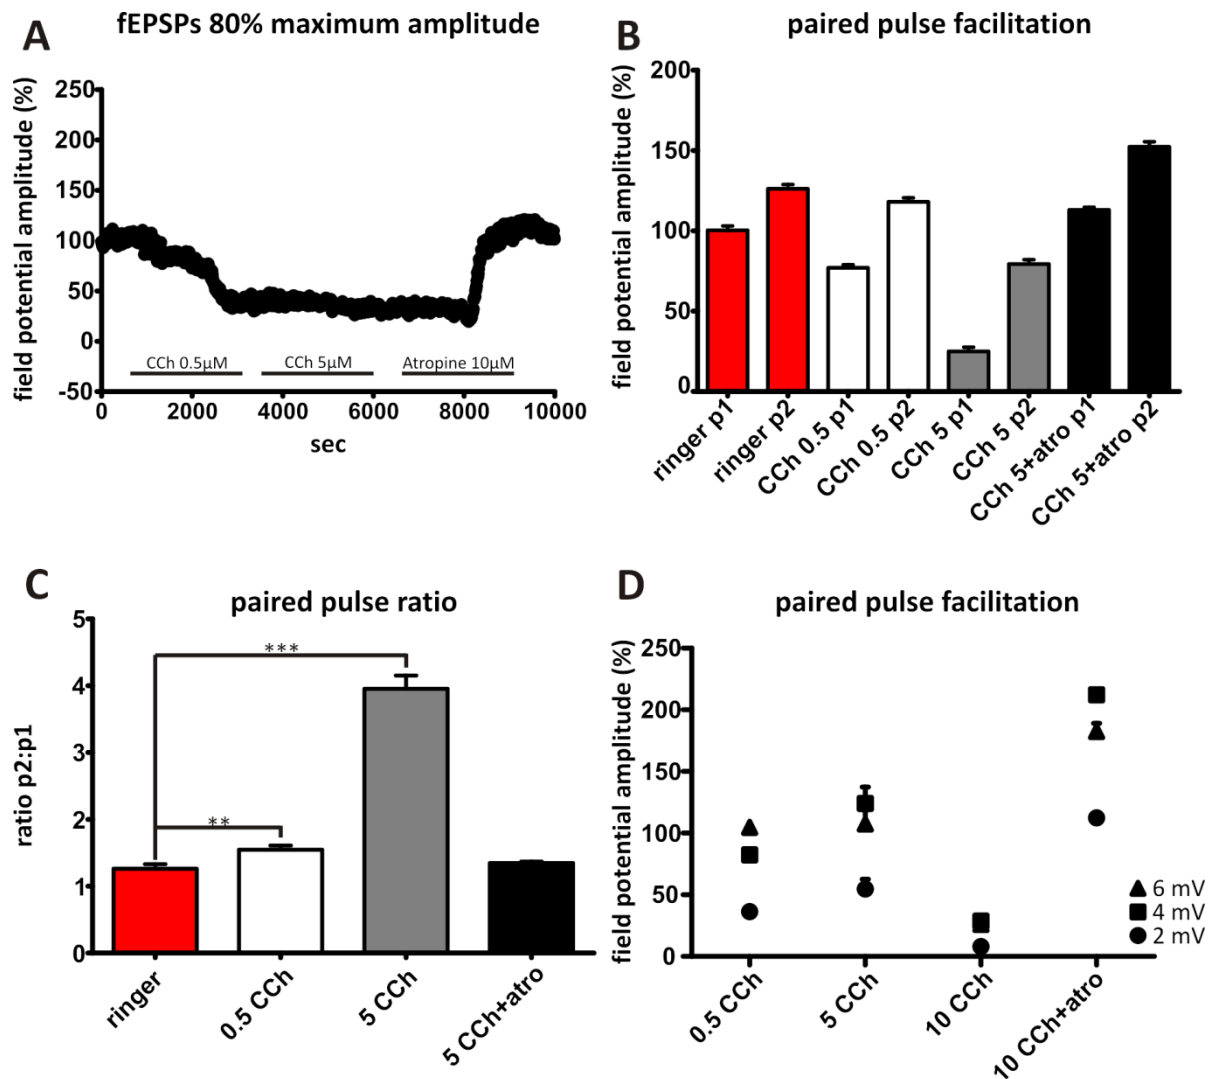 A
fEPSPs 80% maximum amplitude
field potential amplitude (%)
250
200
150
100
50
0
-50
CCh 0.5µM
CCh 5µM
Atropine 10µM
0
2000
4000
6000
8000
10000
sec
B
paired pulse facilitation
field potential amplitude (%)
200
150
100
50
0
ringer p1
ringer p2
CCh 0.5 p1
CCh 0.5 p2
CCh 5 p1
CCh 5 p2
CCh 5+atro p1
CCh 5+atro p2
C
paired pulse ratio
ratio p2:p1
5
4
3
2
1
0
***
**
ringer
0.5 CCh
5 CCh
5 CCh+atro
D
paired pulse facilitation
field potential amplitude (%)
250
200
150
100
50
0
6 mV
4 mV
2 mV
0.5 CCh
5 CCh
10 CCh
10 CCh+atro